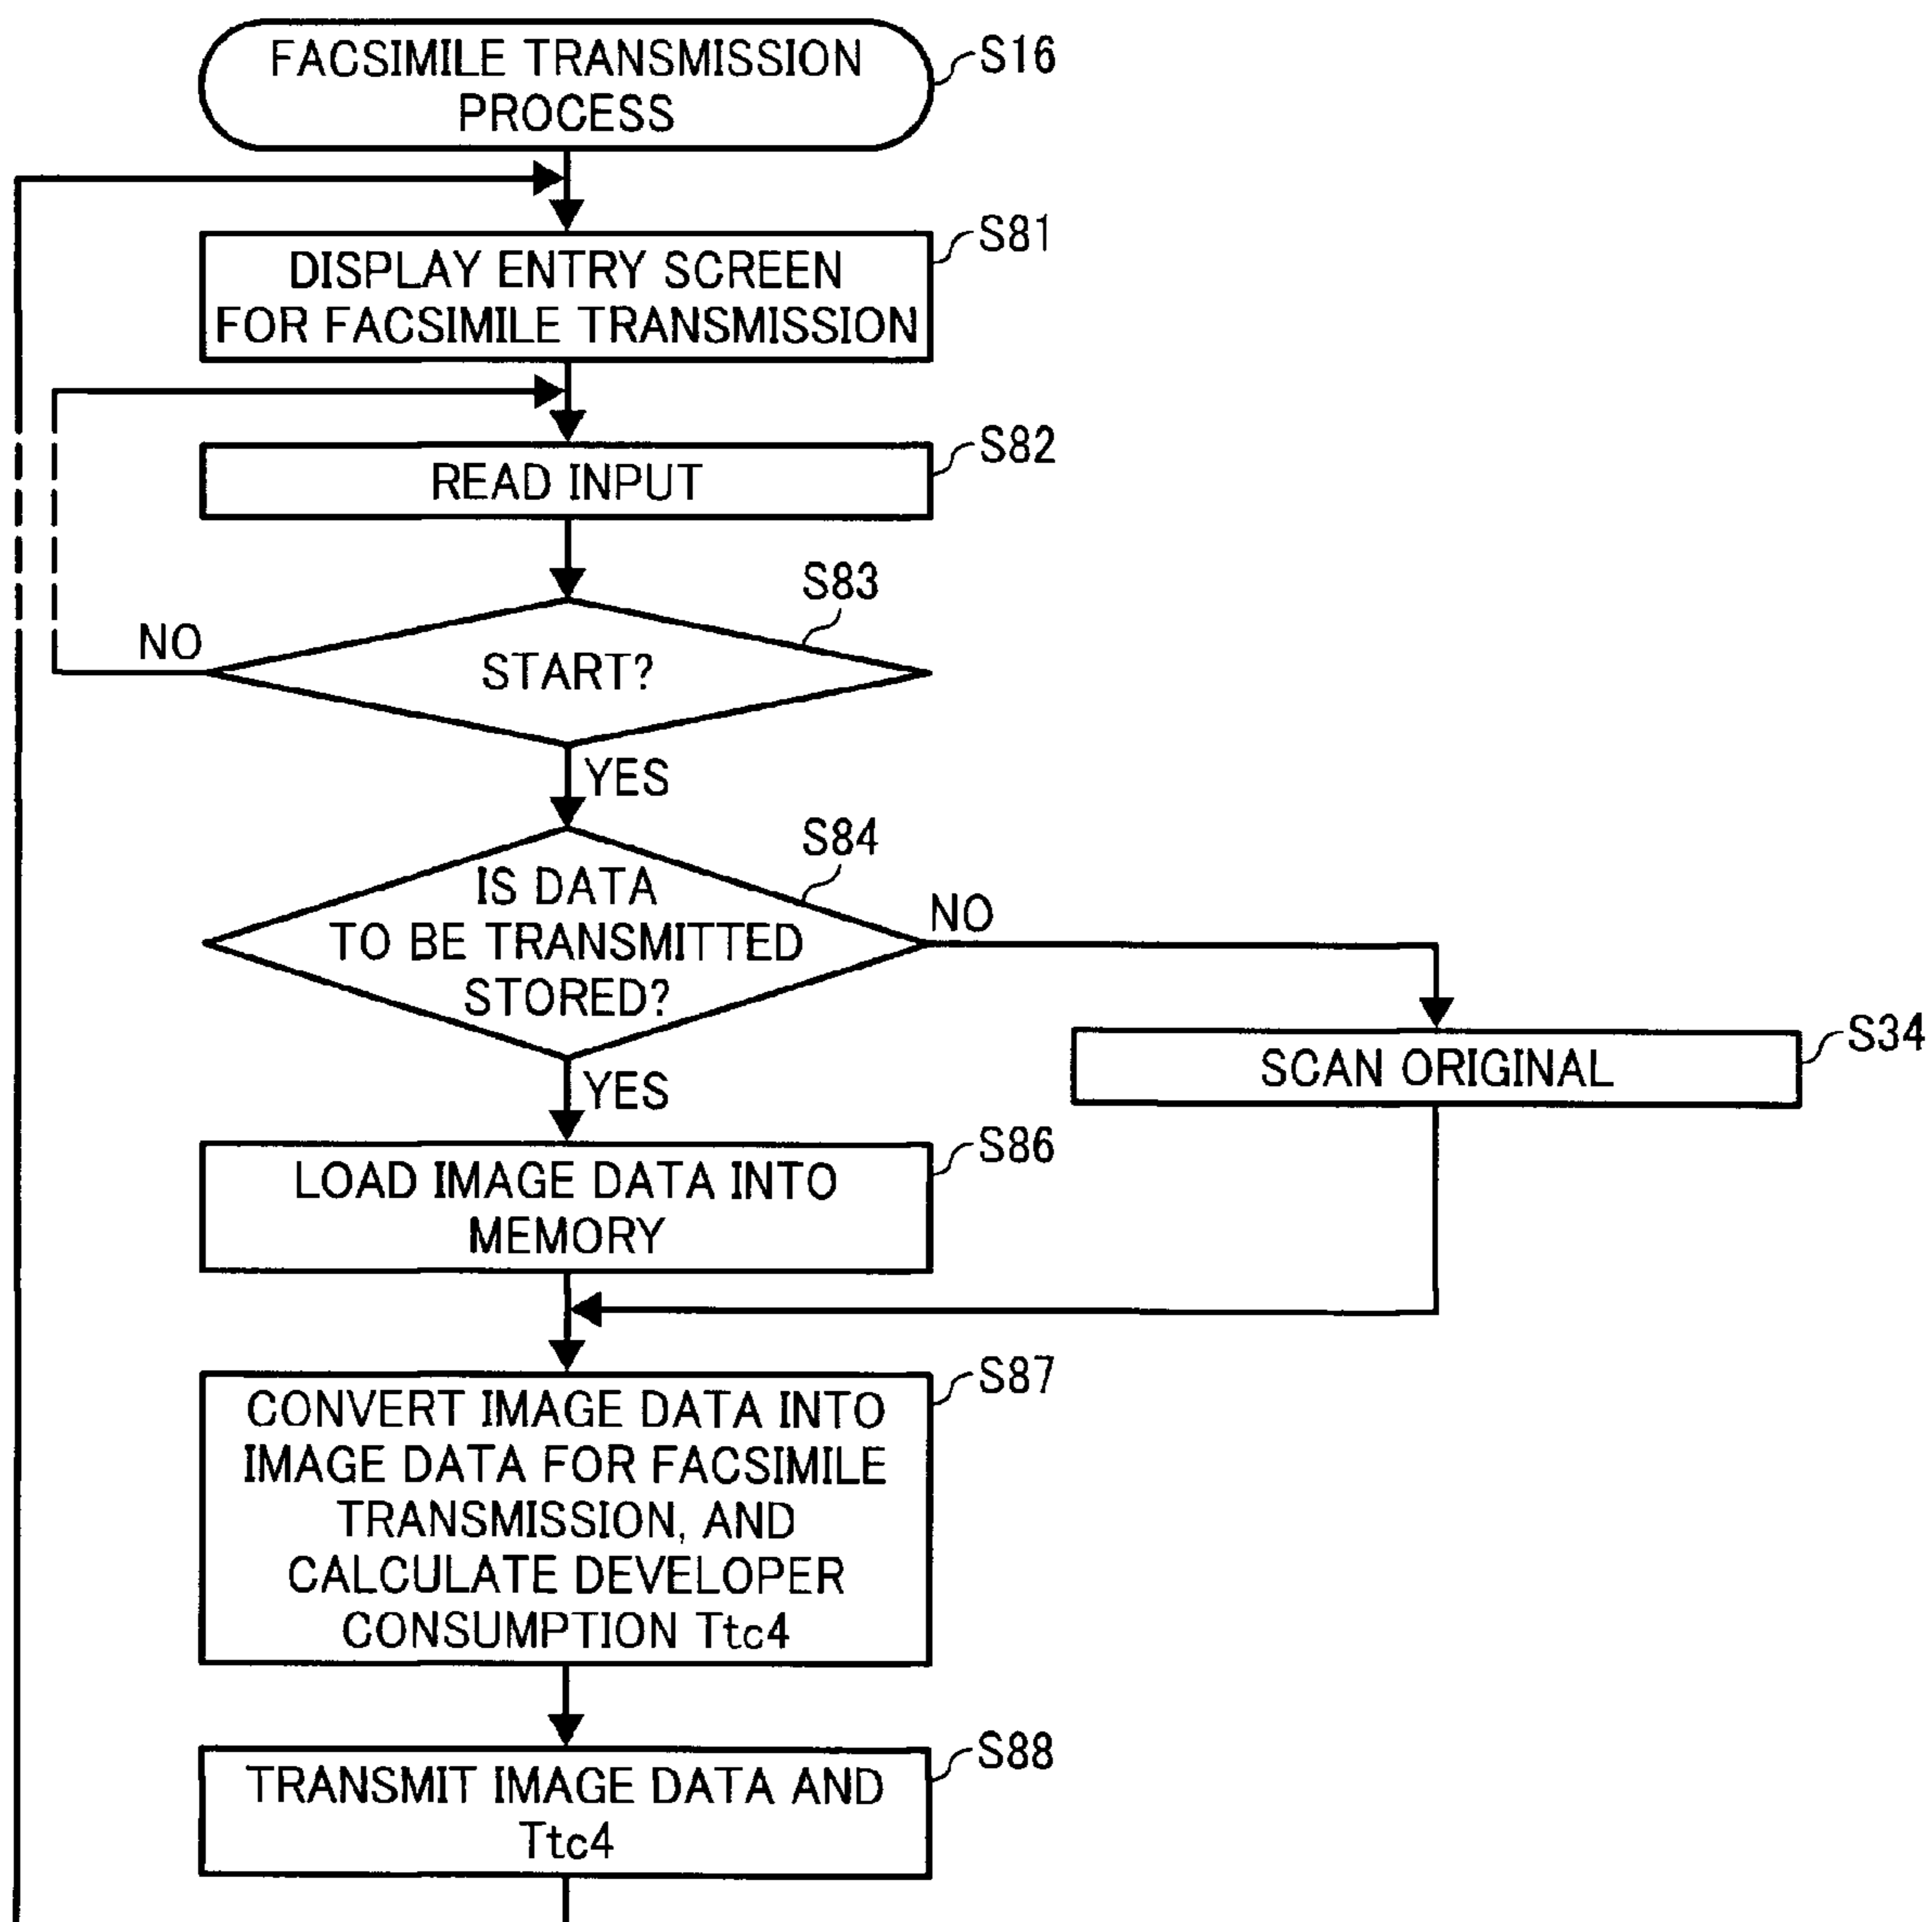 FACSIMILE TRANSMISSION
PROCESS
S16
S81
DISPLAY ENTRY SCREEN
FOR FACSIMILE TRANSMISSION
S82
READ INPUT
S83
NO
START?
YES
S84
IS DATA
TO BE TRANSMITTED
STORED?
NO
YES
S34
SCAN ORIGINAL
S86
LOAD IMAGE DATA INTO
MEMORY
S87
CONVERT IMAGE DATA INTO
IMAGE DATA FOR FACSIMILE
TRANSMISSION, AND
CALCULATE DEVELOPER
CONSUMPTION Ttc4
S88
TRANSMIT IMAGE DATA AND
Ttc4